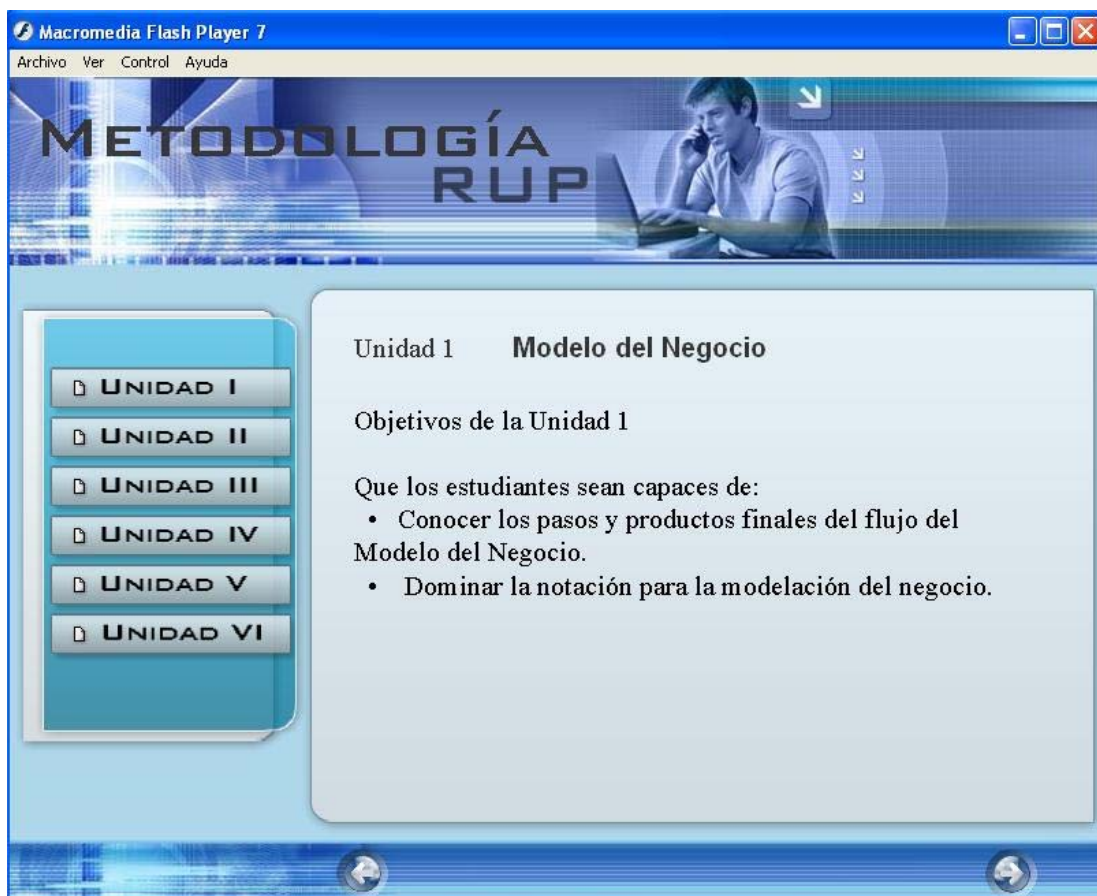 Macromedia Flash Player 7
Archivo Ver Control Ayuda
METODOLOGÍA
RUP
UNIDAD I
UNIDAD II
UNIDAD III
UNIDAD IV
UNIDAD V
UNIDAD VI
Unidad 1 Modelo del Negocio
Objetivos de la Unidad 1
Que los estudiantes sean capaces de:
• Conocer los pasos y productos finales del flujo del
Modelo del Negocio.
• Dominar la notación para la modelación del negocio.